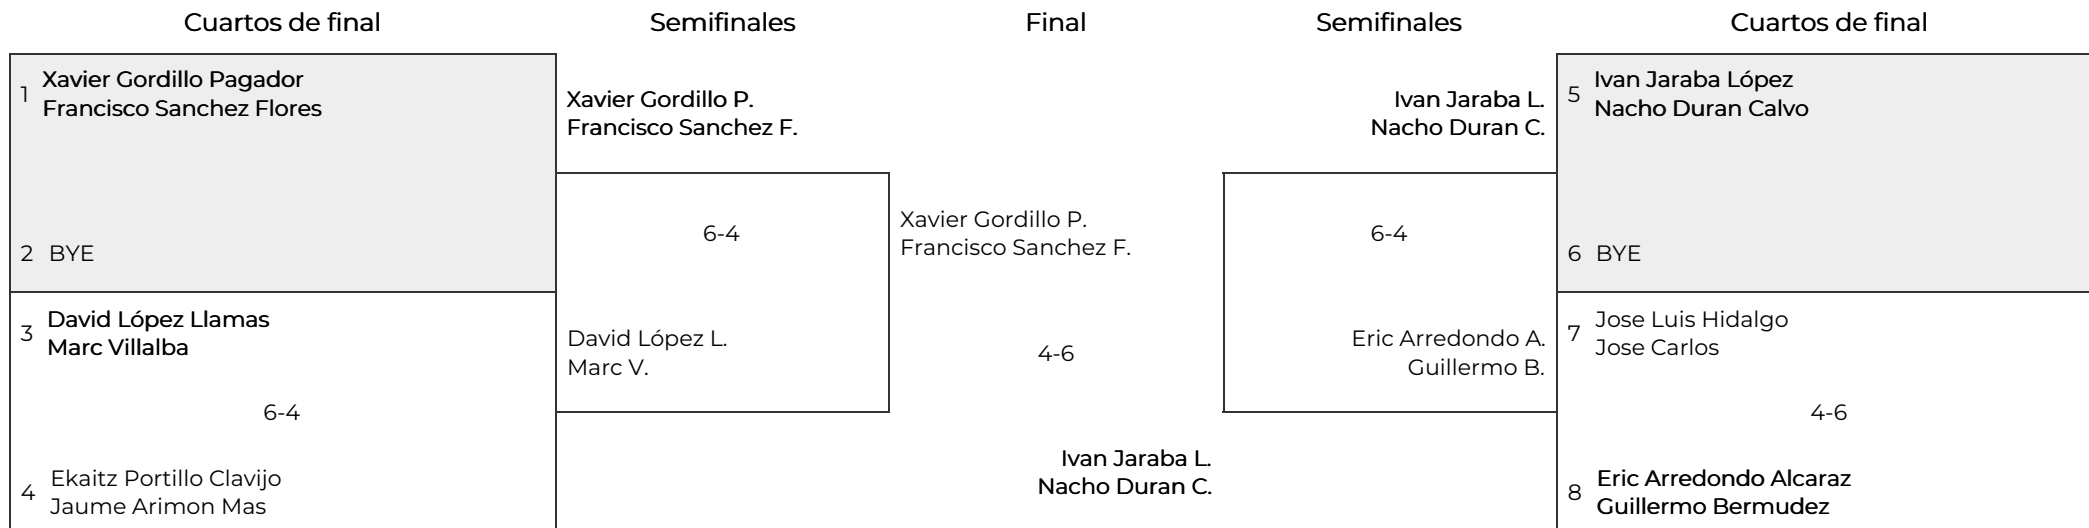 Cuartos de final
Semifinales
Final
Semifinales
Cuartos de final
1
Xavier Gordillo Pagador
Francisco Sanchez Flores
2 BYE
3
David López Llamas
Marc Villalba
6-4
4
Ekaitz Portillo Clavijo
Jaume Arimon Mas
Xavier Gordillo P.
Francisco Sanchez F.
6-4
David López L.
Marc V.
Xavier Gordillo P.
Francisco Sanchez F.
4-6
Ivan Jaraba L.
Nacho Duran C.
Ivan Jaraba L.
Nacho Duran C.
6-4
Eric Arredondo A.
Guillermo B.
5
Ivan Jaraba López
Nacho Duran Calvo
6 BYE
7
Jose Luis Hidalgo
Jose Carlos
4-6
8
Eric Arredondo Alcaraz
Guillermo Bermudez